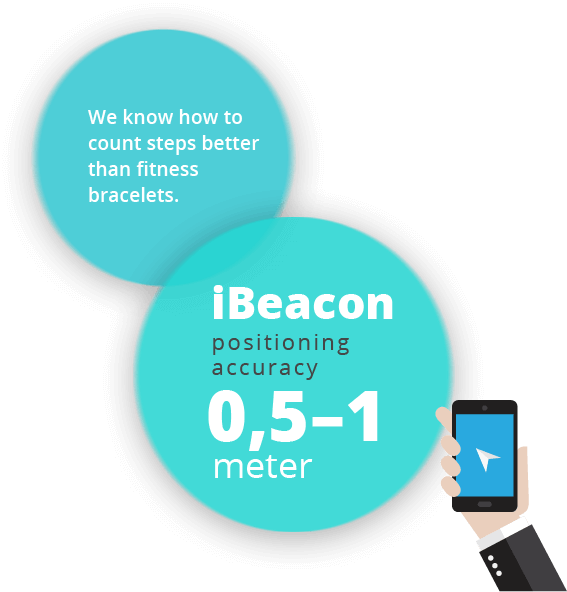 We know how to
count steps better
than fitness
bracelets.
iBeacon
positioning
accuracy
0,5–1
meter